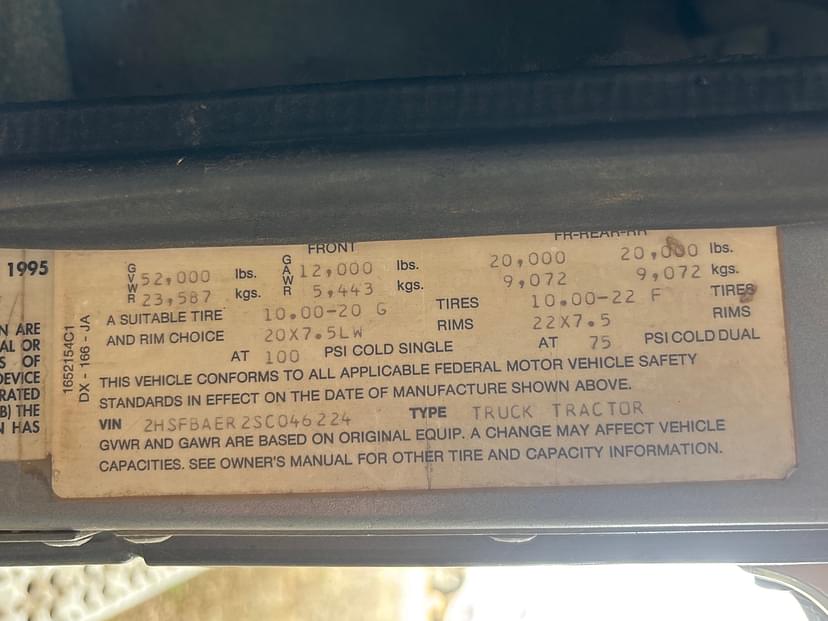 1995
N ARE
AL OR
S OF
DEVICE
RATED
B) THE
N HAS
1652154C1
DX - 166 - JA
FRONT FR-REAR-RR
GVWR 52,000 lbs. GAWR 12,000 lbs. 20,000 20,000 lbs.
23,587 kgs. 5,443 kgs. 9,072 9,072 kgs.
A SUITABLE TIRE 10.00-20 G TIRES 10.00-22 F TIRES
AND RIM CHOICE 20X7.5LW RIMS 22X7.5 RIMS
AT 100 PSI COLD SINGLE AT 75 PSI COLD DUAL
THIS VEHICLE CONFORMS TO ALL APPLICABLE FEDERAL MOTOR VEHICLE SAFETY
STANDARDS IN EFFECT ON THE DATE OF MANUFACTURE SHOWN ABOVE.
VIN 2HSFBAER2SC046224 TYPE TRUCK TRACTOR
GVWR AND GAWR ARE BASED ON ORIGINAL EQUIP. A CHANGE MAY AFFECT VEHICLE
CAPACITIES. SEE OWNER'S MANUAL FOR OTHER TIRE AND CAPACITY INFORMATION.